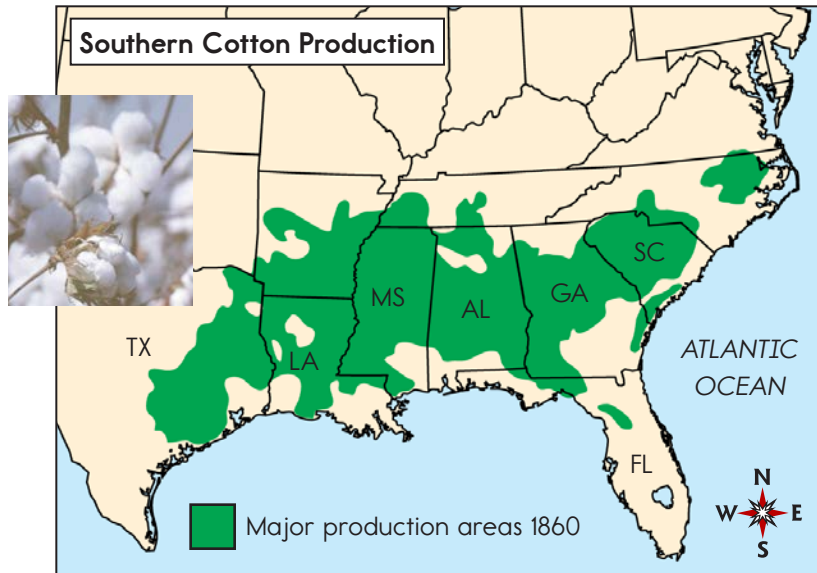 Southern Cotton Production
TX
LA
MS
AL
GA
SC
FL
ATLANTIC
OCEAN
N
W E
S
Major production areas 1860